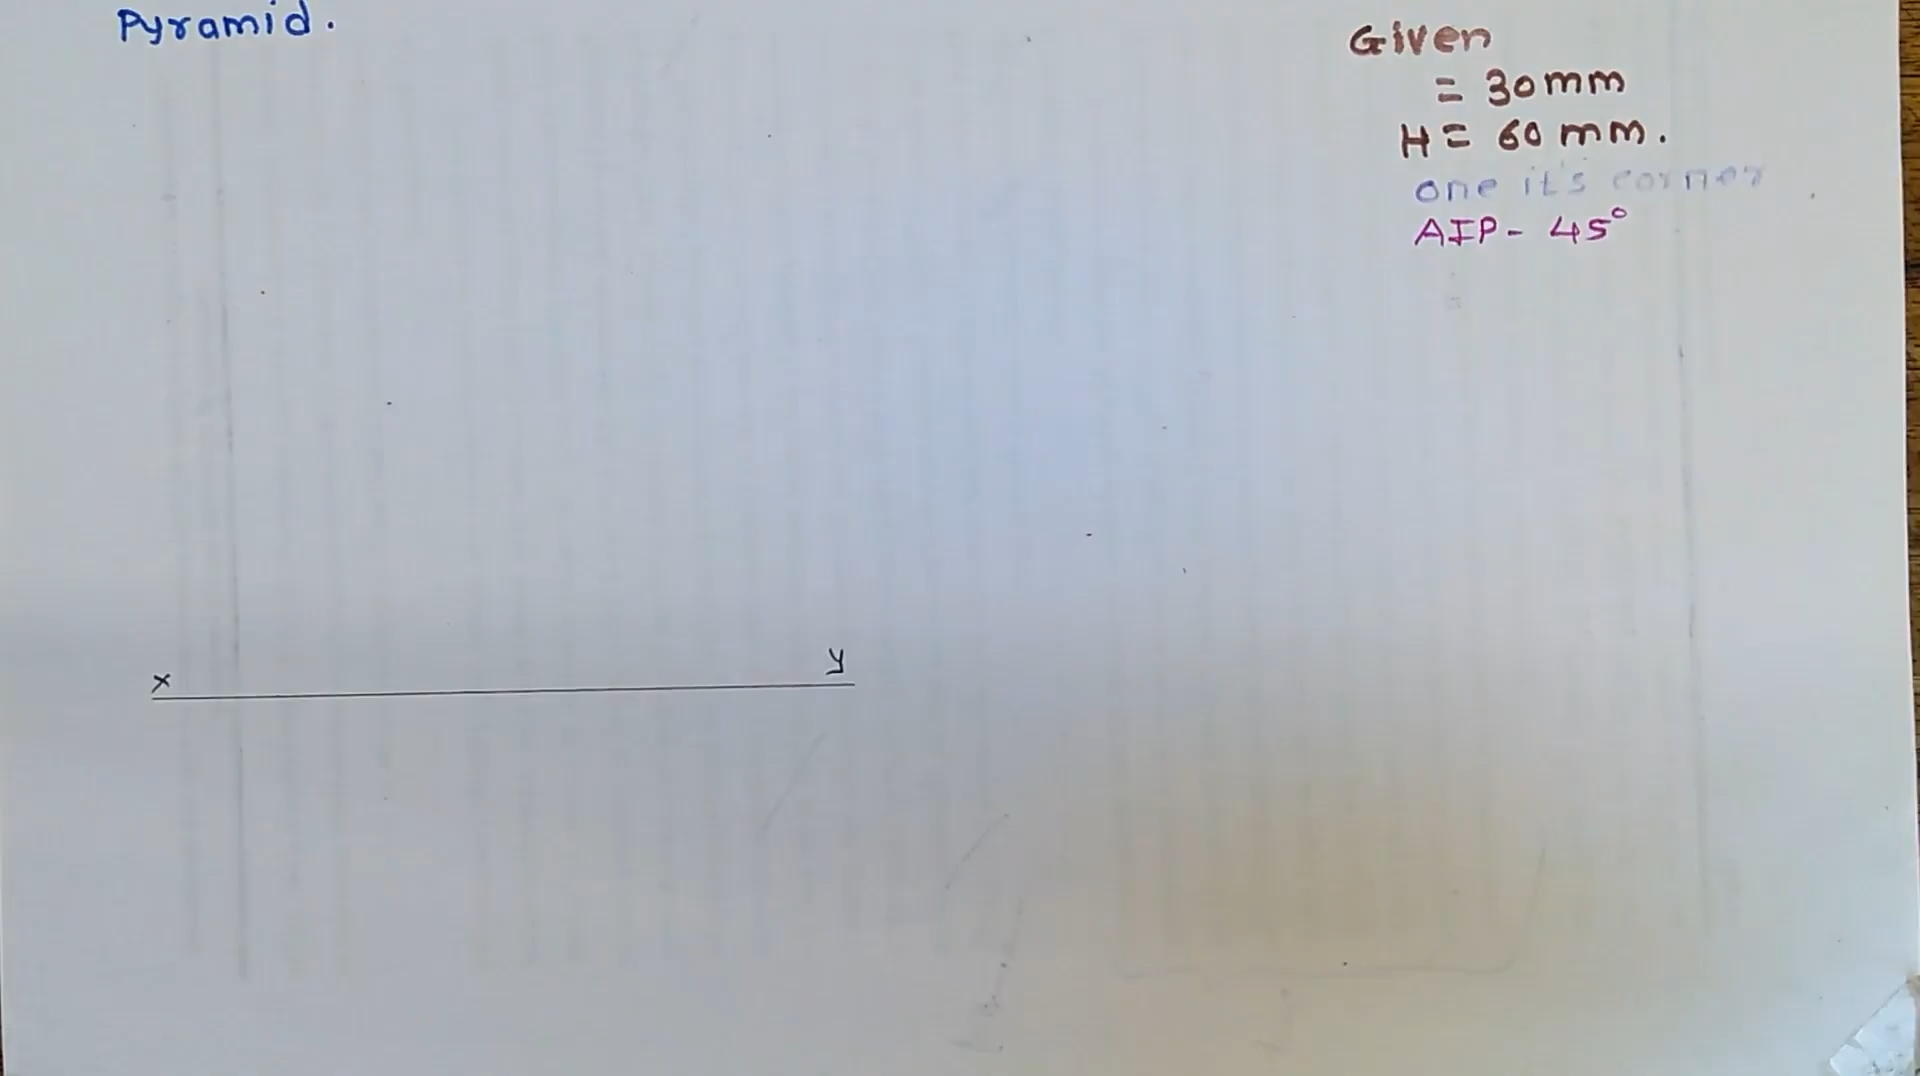 Pyramid.
Given
= 30mm
H = 60 mm.
one it's corner
AIP - 45°
x y